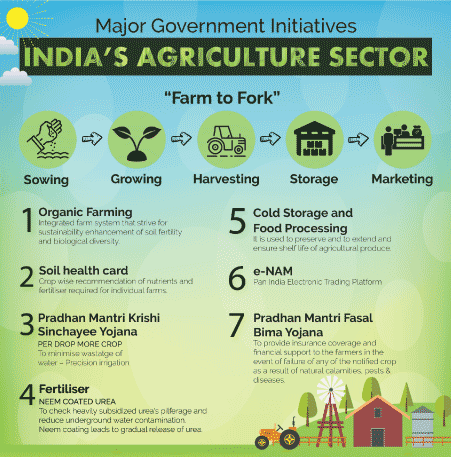 Major Government Initiatives
INDIA'S AGRICULTURE SECTOR
“Farm to Fork”
Sowing
Growing
Harvesting
Storage
Marketing
1 Organic Farming
Integrated farm system that strive for
sustainability enhancement of soil fertility
and biological diversity.
2 Soil health card
Crop wise recommendation of nutrients and
fertiliser required for individual farms.
3 Pradhan Mantri Krishi
Sinchayee Yojana
PER DROP MORE CROP
To minimise wastatge of
water – Precision irrigation
4 Fertiliser
NEEM COATED UREA
To check heavily subsidized urea's pilferage and
reduce underground water contamination.
Neem coating leads to gradual release of urea.
5 Cold Storage and
Food Processing
It is used to preserve and to extend and
ensure shelf life of agricultural produce.
6 e-NAM
Pan India Electronic Trading Platform
7 Pradhan Mantri Fasal
Bima Yojana
To provide insurance coverage and
financial support to the farmers in the
event of failure of any of the notified crop
as a result of natural calamities, pests &
diseases.